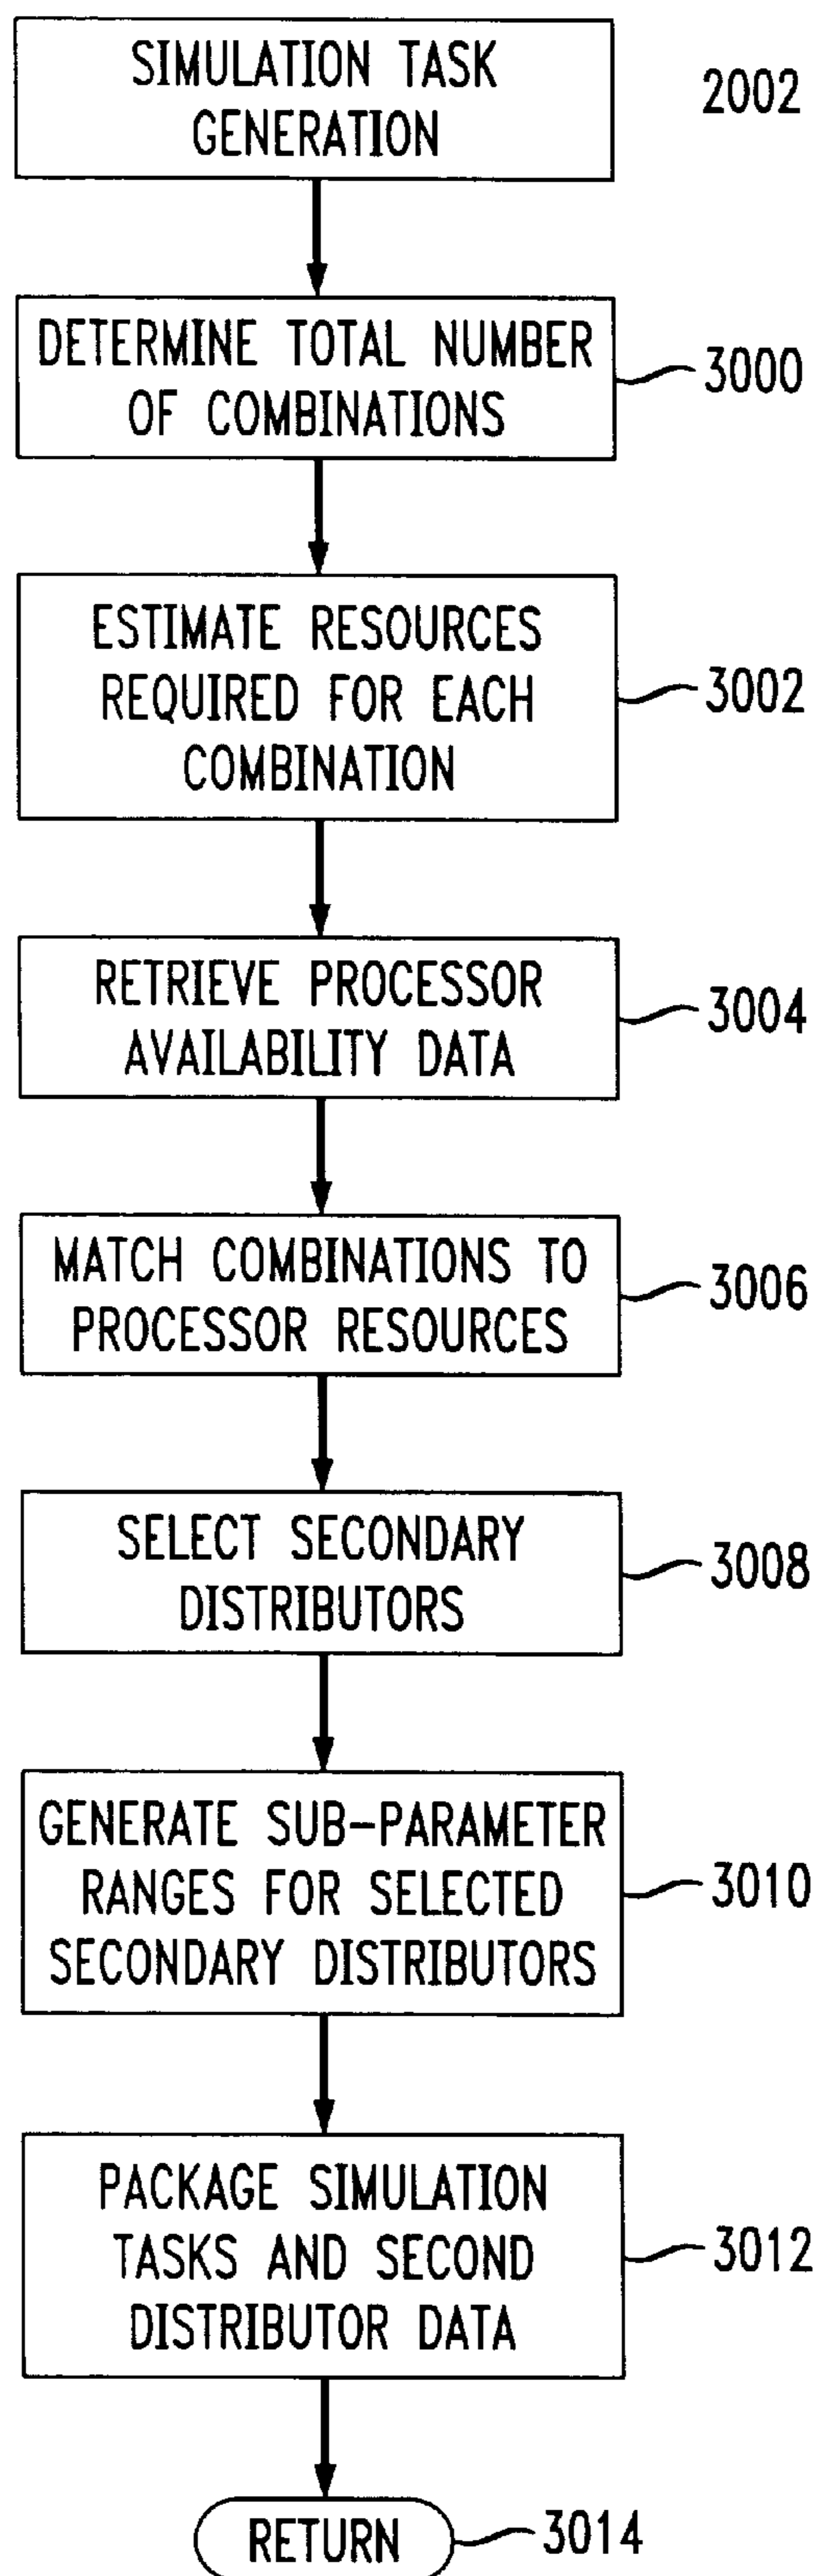 SIMULATION TASK
GENERATION
2002
DETERMINE TOTAL NUMBER
OF COMBINATIONS
3000
ESTIMATE RESOURCES
REQUIRED FOR EACH
COMBINATION
3002
RETRIEVE PROCESSOR
AVAILABILITY DATA
3004
MATCH COMBINATIONS TO
PROCESSOR RESOURCES
3006
SELECT SECONDARY
DISTRIBUTORS
3008
GENERATE SUB-PARAMETER
RANGES FOR SELECTED
SECONDARY DISTRIBUTORS
3010
PACKAGE SIMULATION
TASKS AND SECOND
DISTRIBUTOR DATA
3012
RETURN
3014